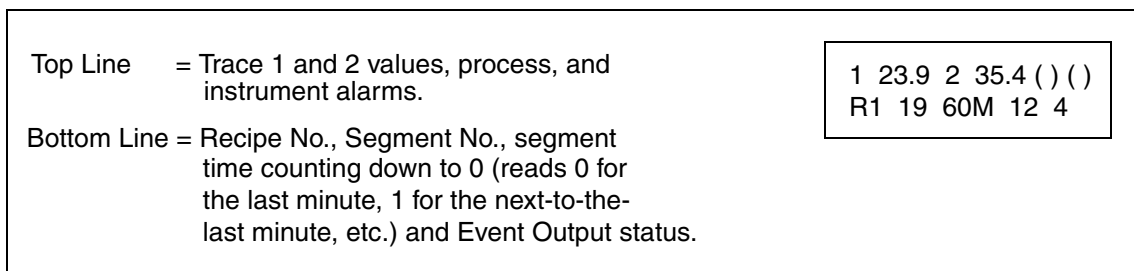 Top Line = Trace 1 and 2 values, process, and
instrument alarms.
Bottom Line = Recipe No., Segment No., segment
time counting down to 0 (reads 0 for
the last minute, 1 for the next-to-the-
last minute, etc.) and Event Output status.
1 23.9 2 35.4 ( ) ( )
R1 19 60M 12 4